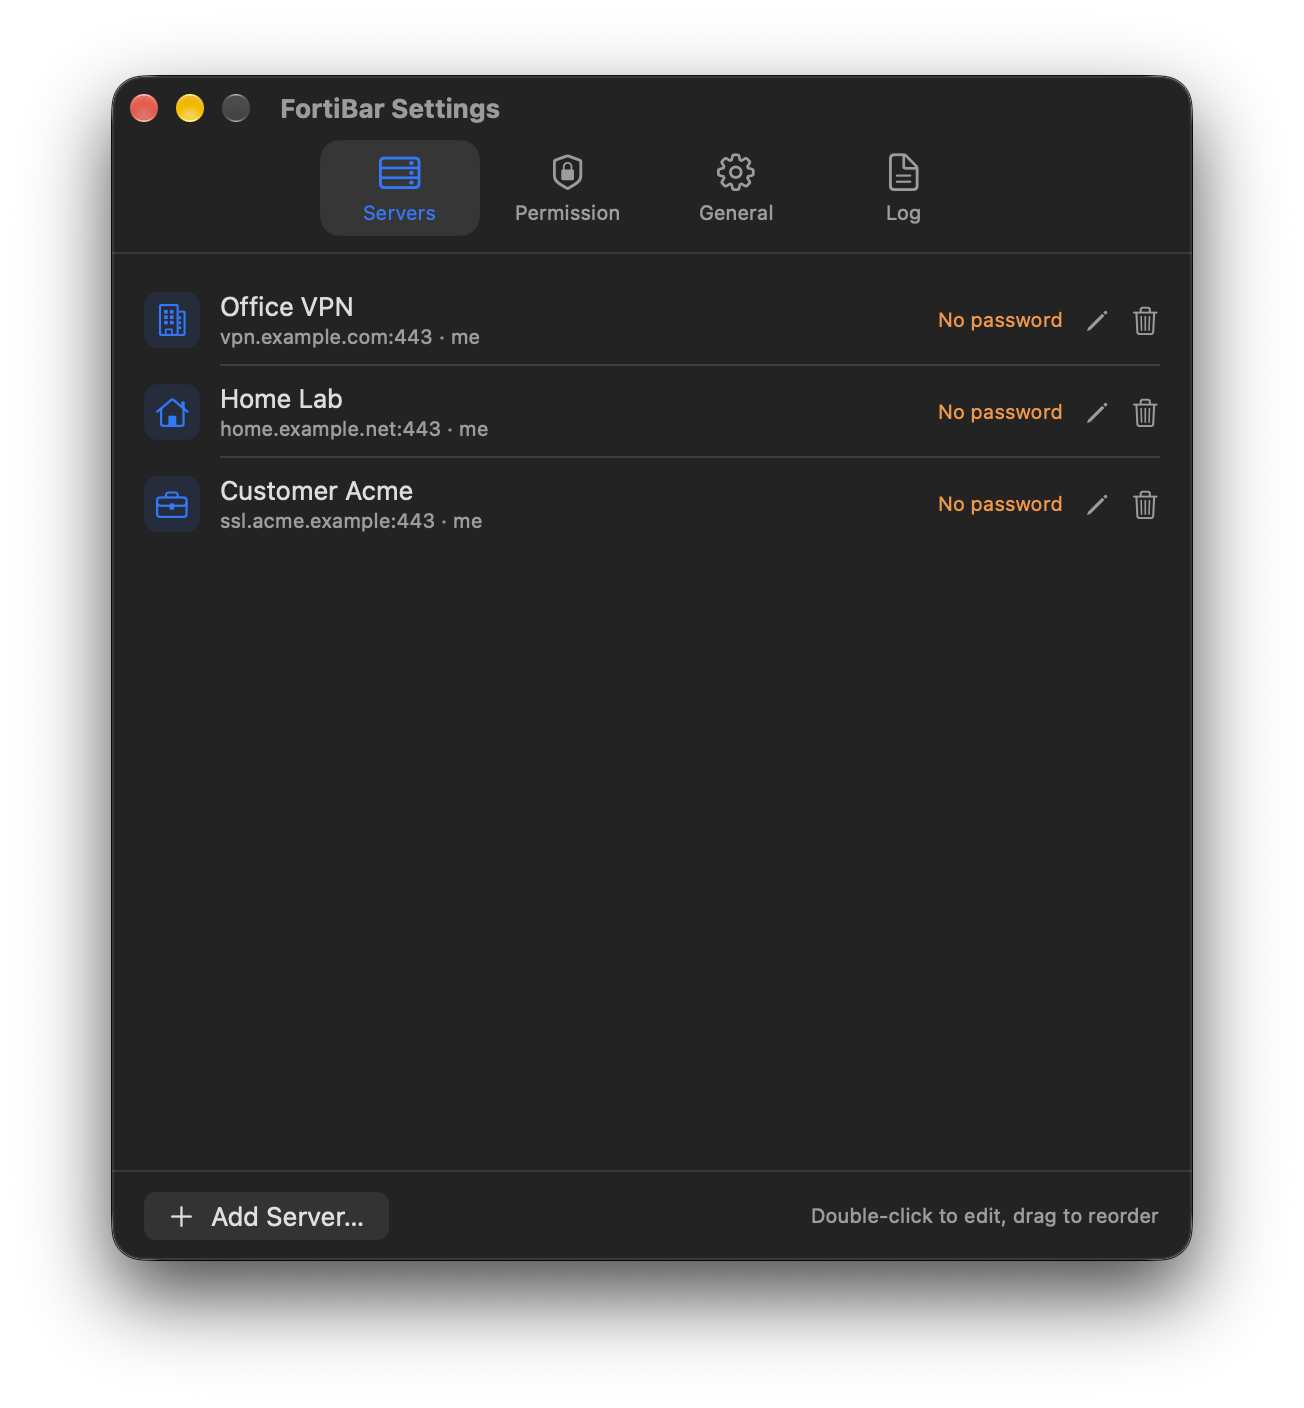 FortiBar Settings
Servers
Permission
General
Log
Office VPN
vpn.example.com:443 · me
No password
Home Lab
home.example.net:443 · me
No password
Customer Acme
ssl.acme.example:443 · me
No password
Add Server...
Double-click to edit, drag to reorder